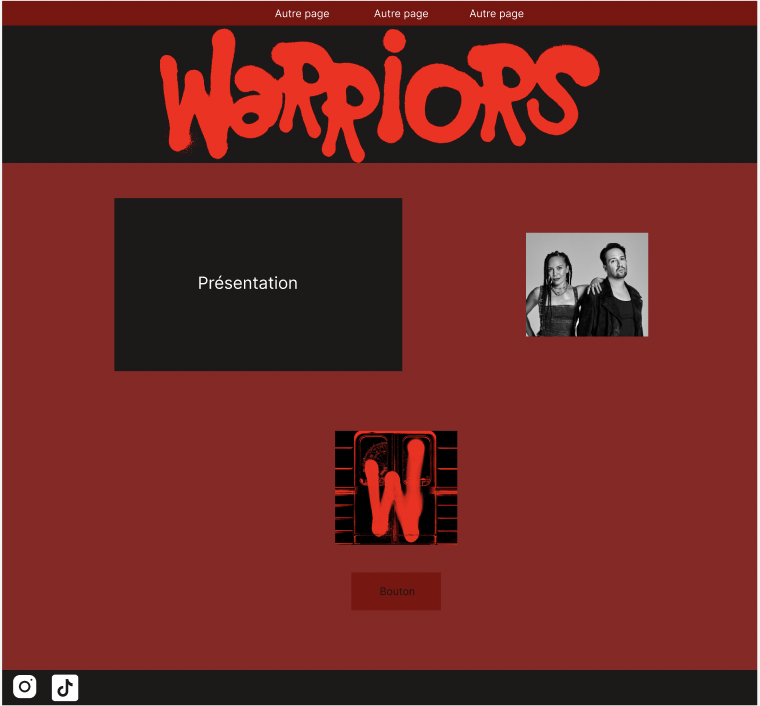 Autre page Autre page Autre page
WARRIORS
Présentation
W
Bouton